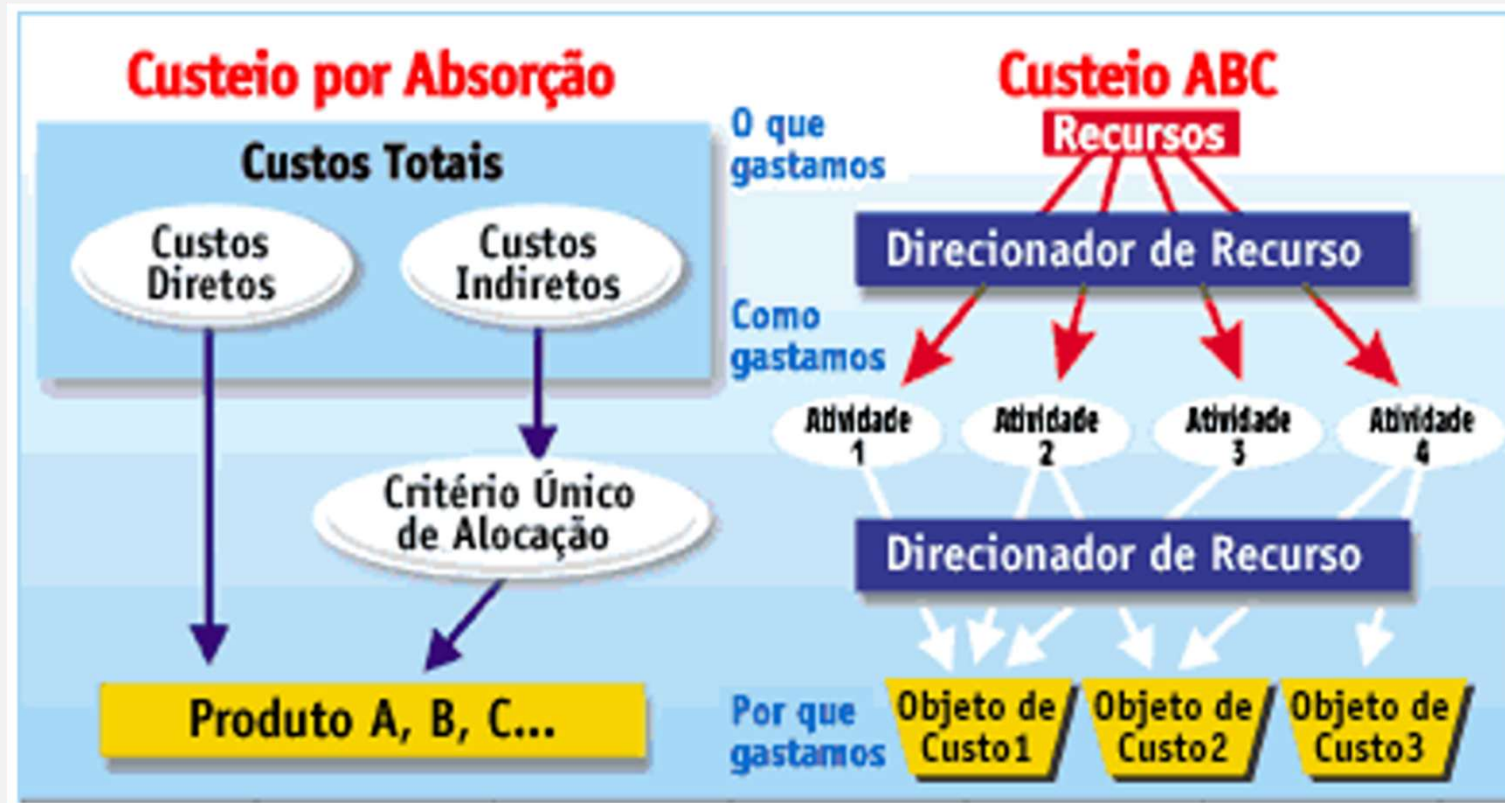 Custeio por Absorção
Custos Totais
Custos
Diretos
Custos
Indiretos
Critério Único
de Alocação
Produto A, B, C...
O que
gastamos
Como
gastamos
Por que
gastamos
Custeio ABC
Recursos
Direcionador de Recurso
Atividade
1
Atividade
2
Atividade
3
Atividade
4
Direcionador de Recurso
Objeto de
Custo1
Objeto de
Custo2
Objeto de
Custo3